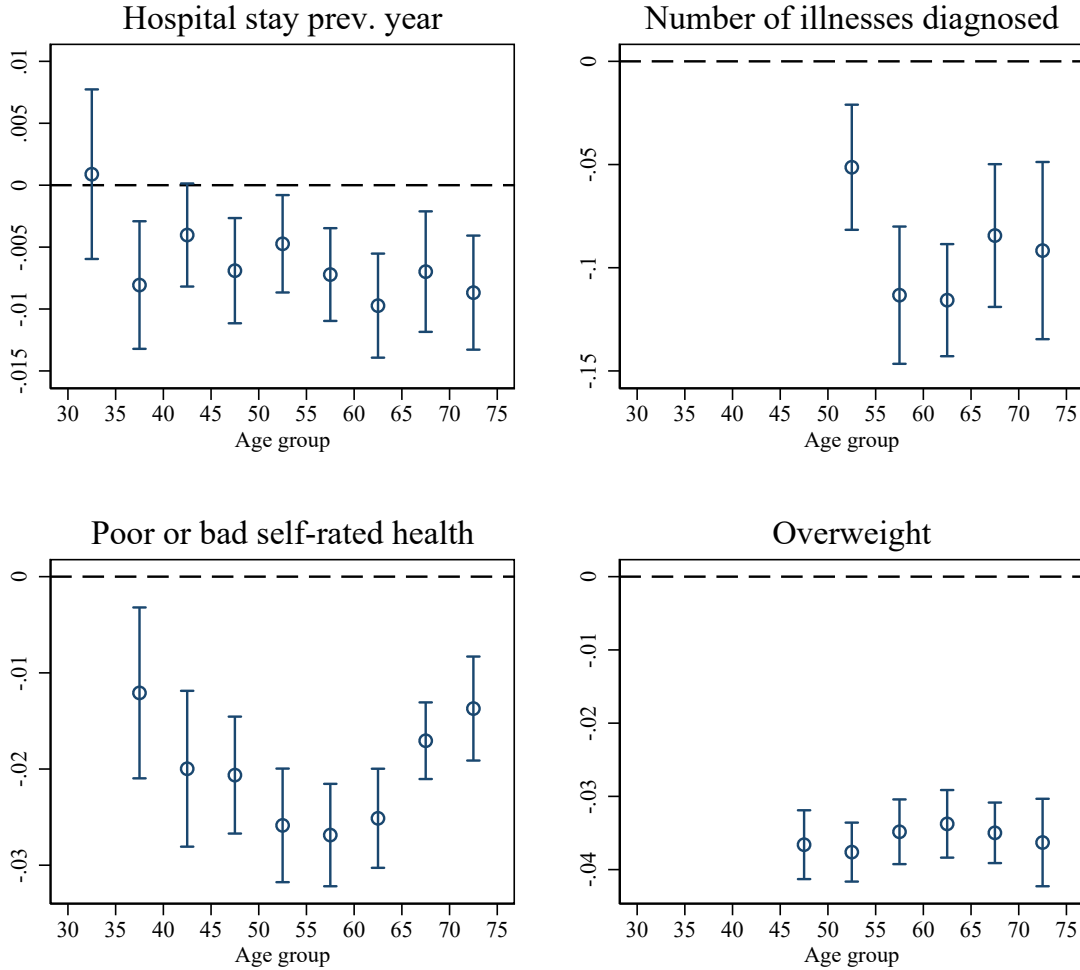 Hospital stay prev. year
.01
.005
0
-.005
-.01
-.015
30 35 40 45 50 55 60 65 70 75
Age group
Number of illnesses diagnosed
0
-.05
-.1
-.15
30 35 40 45 50 55 60 65 70 75
Age group
Poor or bad self-rated health
0
-.01
-.02
-.03
30 35 40 45 50 55 60 65 70 75
Age group
Overweight
0
-.01
-.02
-.03
-.04
30 35 40 45 50 55 60 65 70 75
Age group